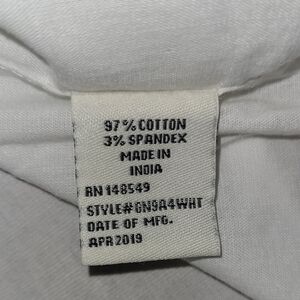 97% COTTON
3% SPANDEX
MADE IN
INDIA
RN 148549
STYLE# GN9A4WHT
DATE OF MFG.
APR 2019